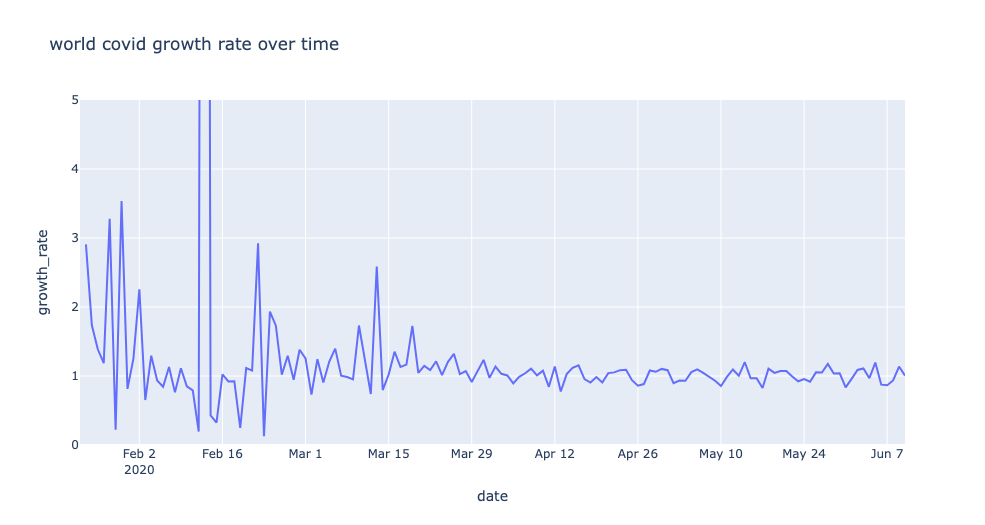 world covid growth rate over time
5
4
3
2
1
0
growth_rate
Feb 2
2020
Feb 16
Mar 1
Mar 15
Mar 29
Apr 12
Apr 26
May 10
May 24
Jun 7
date